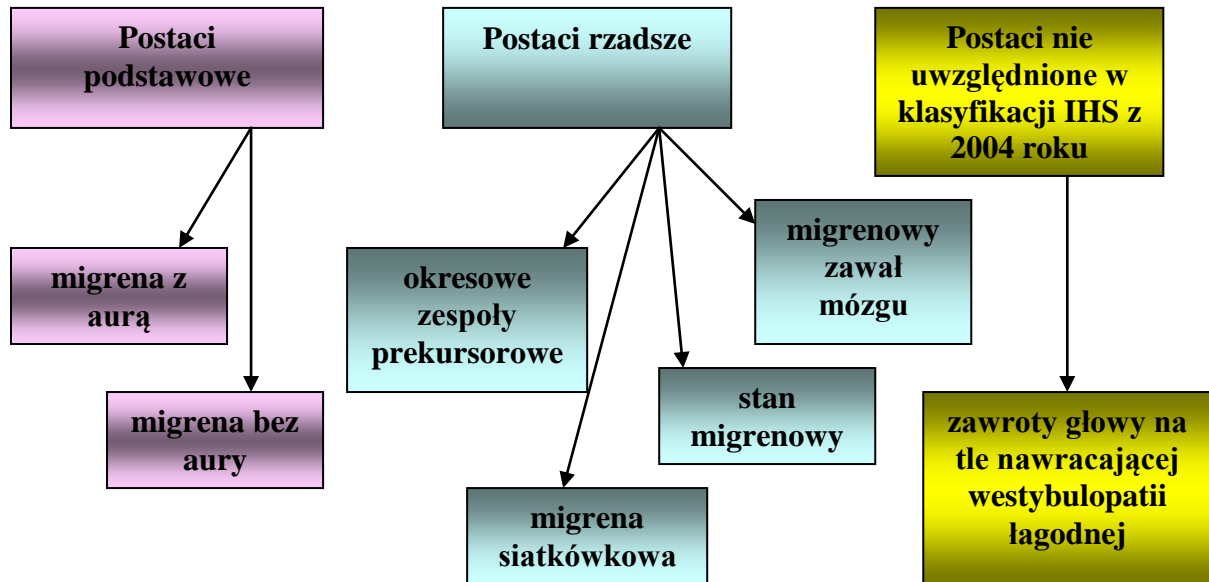 Postaci
podstawowe
Postaci rzadsze
Postaci nie
uwzględnione w
klasyfikacji IHS z
2004 roku
migrena z
aurą
migrena bez
aury
okresowe
zespoły
prekursorowe
migrena
siatkówkowa
stan
migrenowy
migrenowy
zawał
mózgu
zawroty głowy na
tle nawracającej
westybulopatii
łagodnej